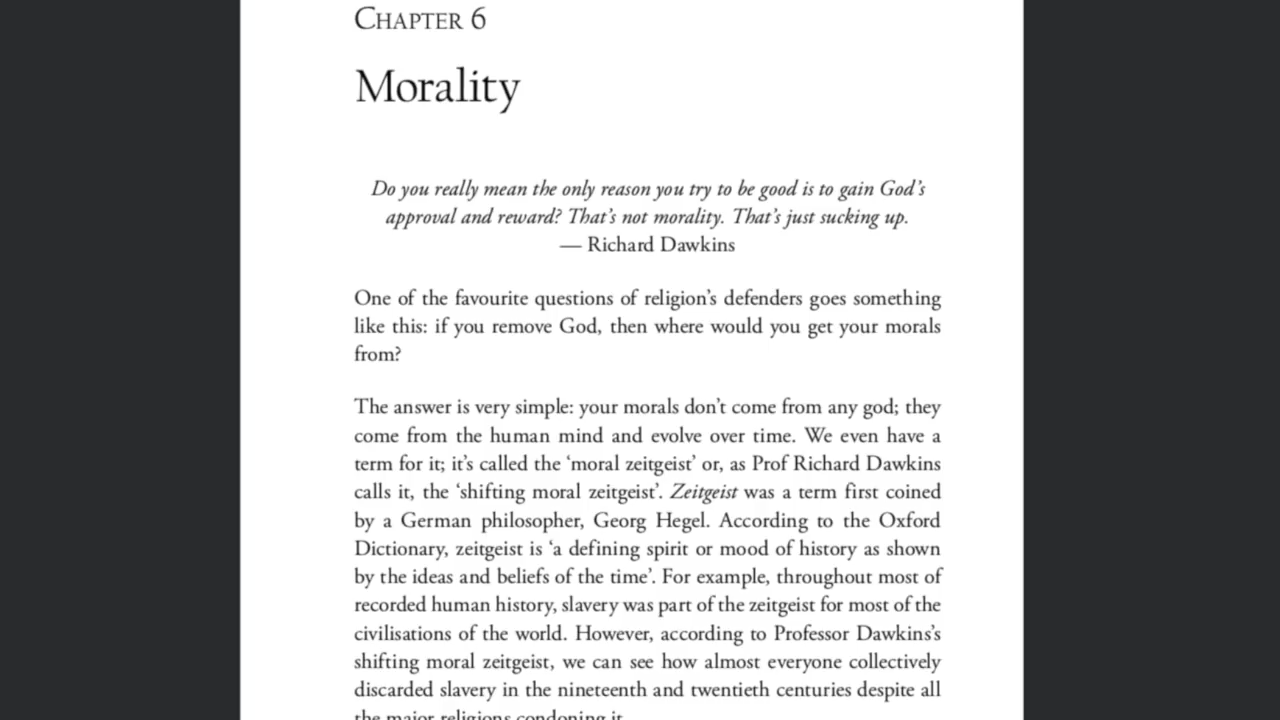 CHAPTER 6
Morality
Do you really mean the only reason you try to be good is to gain God's
approval and reward? That's not morality. That's just sucking up.
— Richard Dawkins
One of the favourite questions of religion's defenders goes something
like this: if you remove God, then where would you get your morals
from?
The answer is very simple: your morals don't come from any god; they
come from the human mind and evolve over time. We even have a
term for it; it's called the 'moral zeitgeist' or, as Prof Richard Dawkins
calls it, the 'shifting moral zeitgeist'. Zeitgeist was a term first coined
by a German philosopher, Georg Hegel. According to the Oxford
Dictionary, zeitgeist is 'a defining spirit or mood of history as shown
by the ideas and beliefs of the time'. For example, throughout most of
recorded human history, slavery was part of the zeitgeist for most of the
civilisations of the world. However, according to Professor Dawkins's
shifting moral zeitgeist, we can see how almost everyone collectively
discarded slavery in the nineteenth and twentieth centuries despite all
the major religions condoning it.